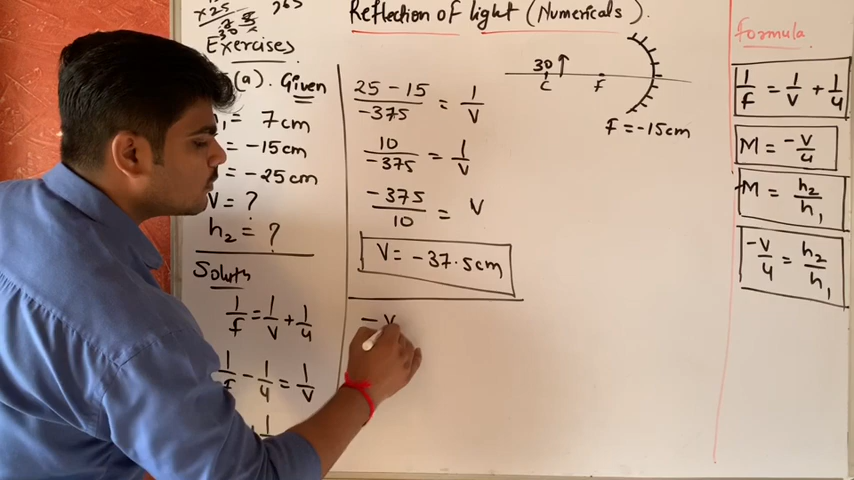 Reflection of light (Numericals).
x25
265
Exercises
(a). Given
= 7cm
= -15cm
= -25cm
V = ?
h2 = ?
Soluth
1/f = 1/v + 1/u
1/f - 1/u = 1/v
25 - 15 / -375 = 1/V
10 / -375 = 1/V
-375 / 10 = V
V = -37.5cm
- V
30
C
F
F = -15cm
Formula
1/f = 1/v + 1/u
M = -v/u
M = h2/h1
-v/u = h2/h1